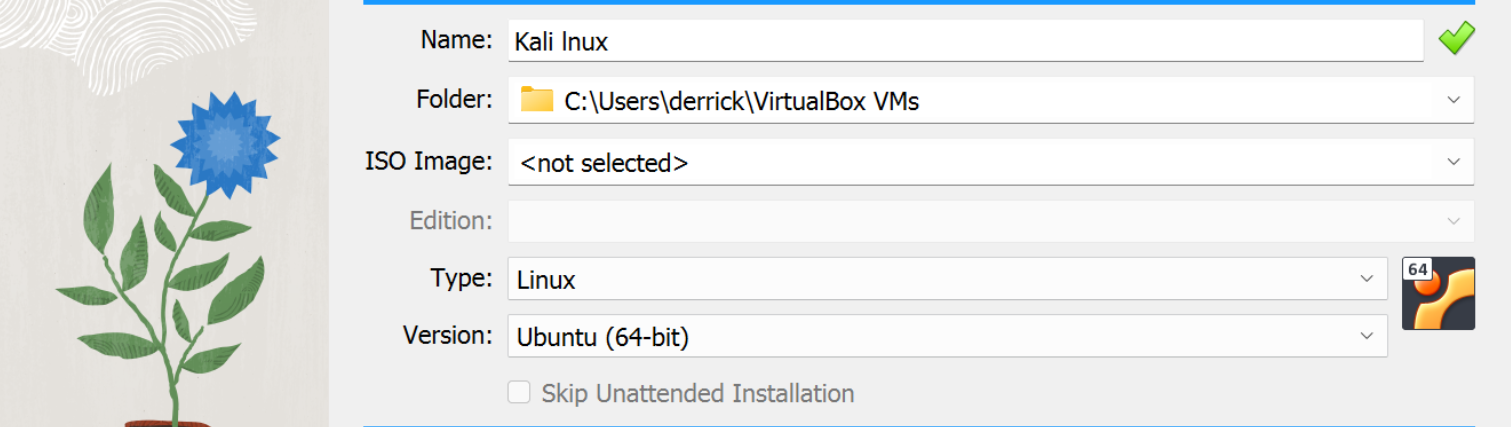 Name: Kali lnux
Folder: C:\Users\derrick\VirtualBox VMs
ISO Image: <not selected>
Edition:
Type: Linux
64
Version: Ubuntu (64-bit)
Skip Unattended Installation